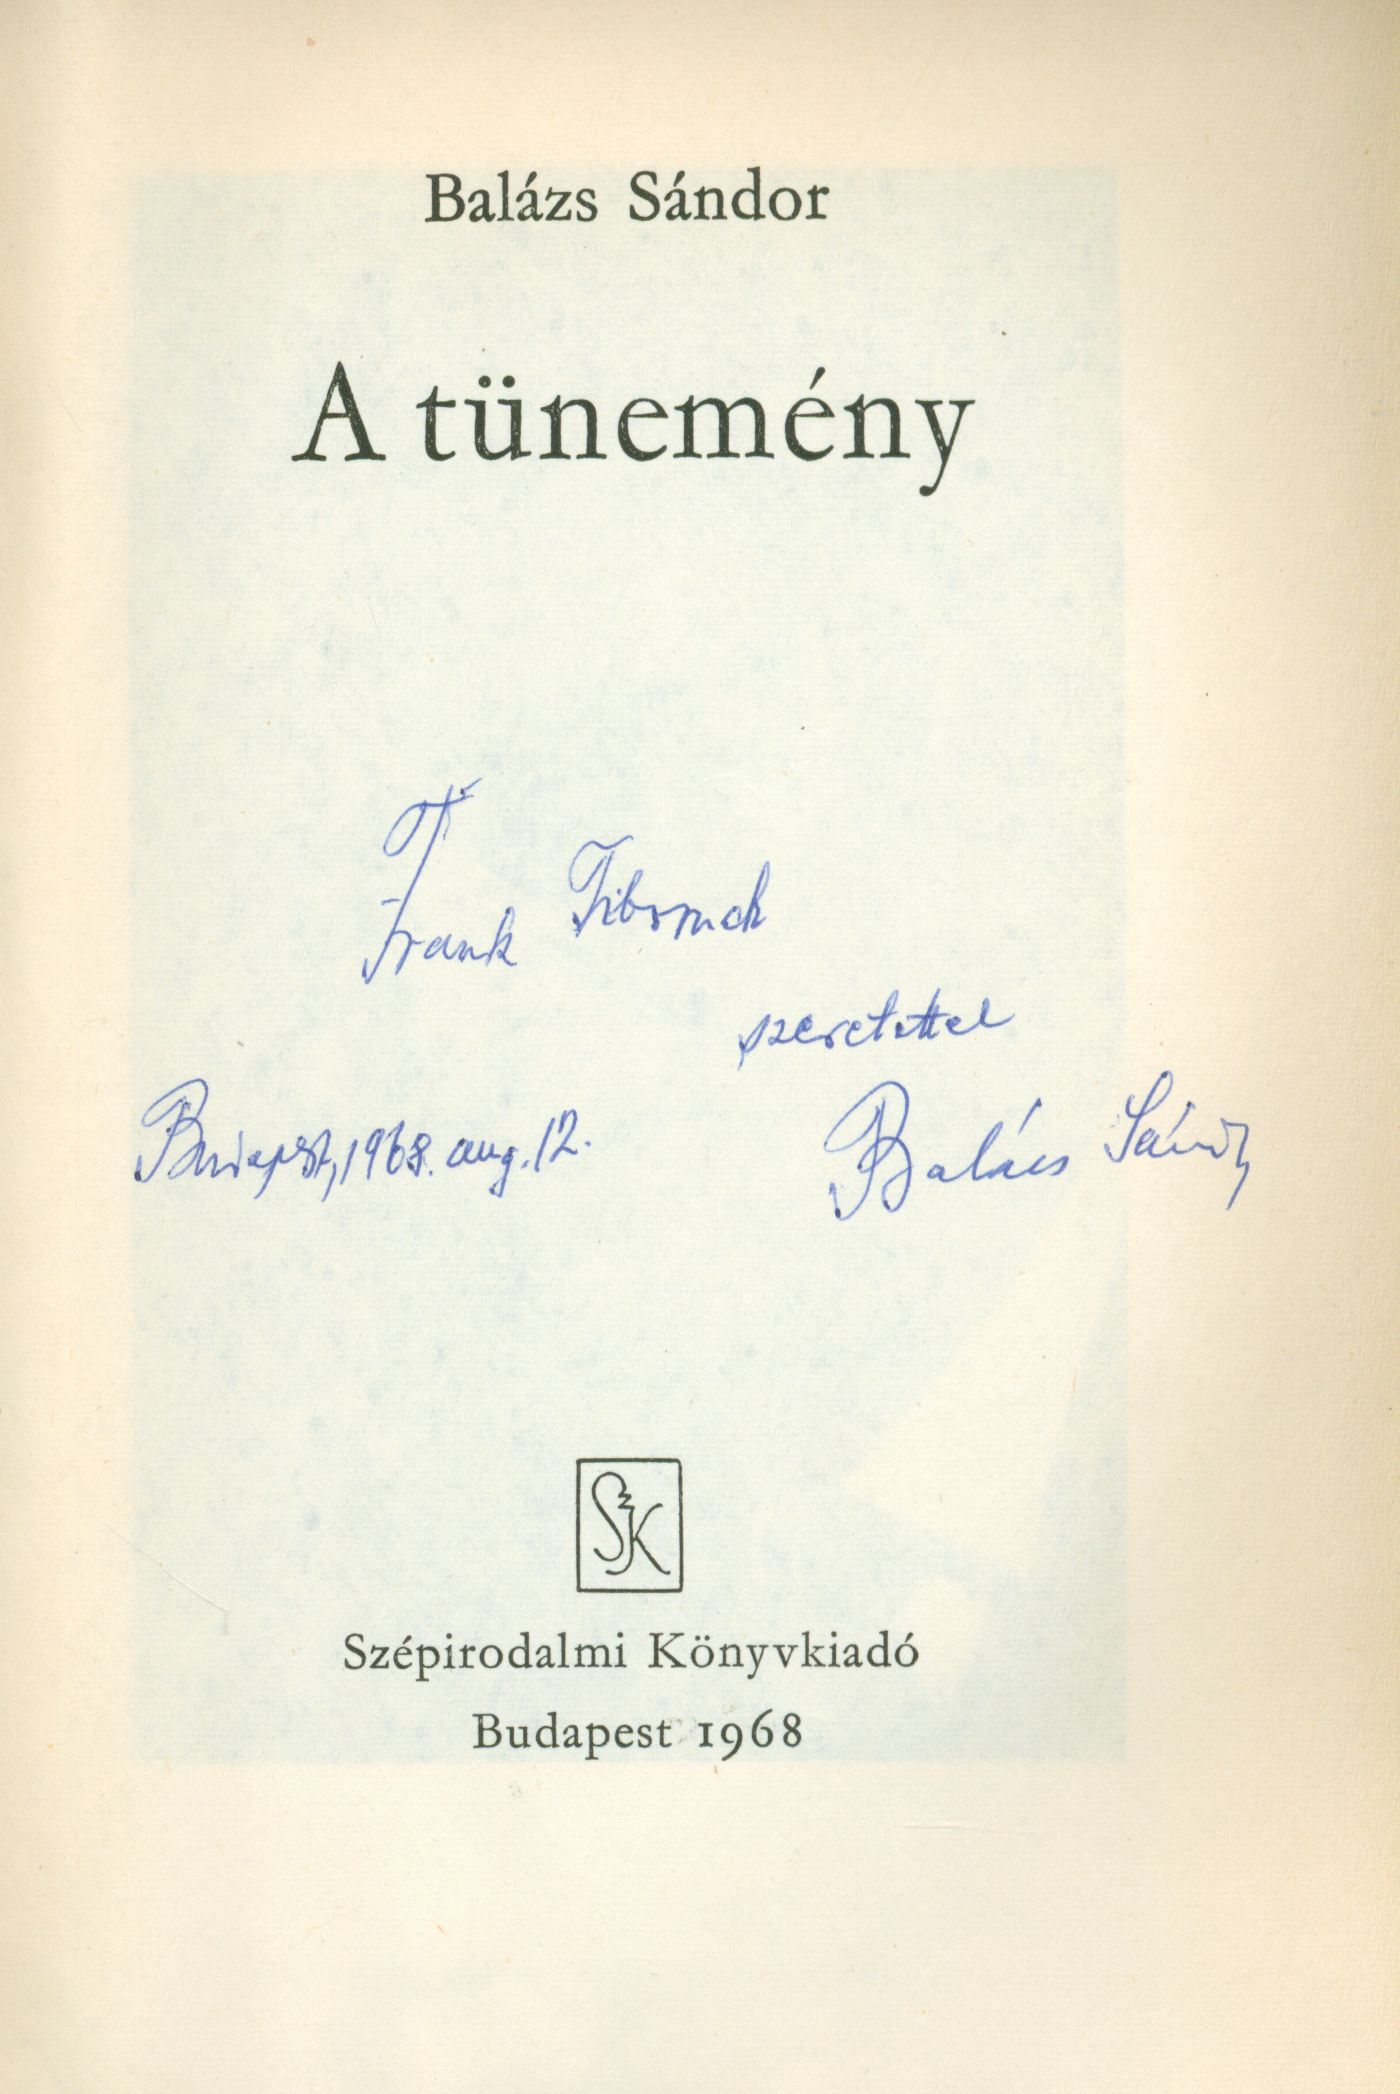 Balázs Sándor
A tünemény
Frank Tibornak
szeretettel
Budapest, 1968. aug. 12.
Balázs Sándor
SzK
Szépirodalmi Könyvkiadó
Budapest 1968